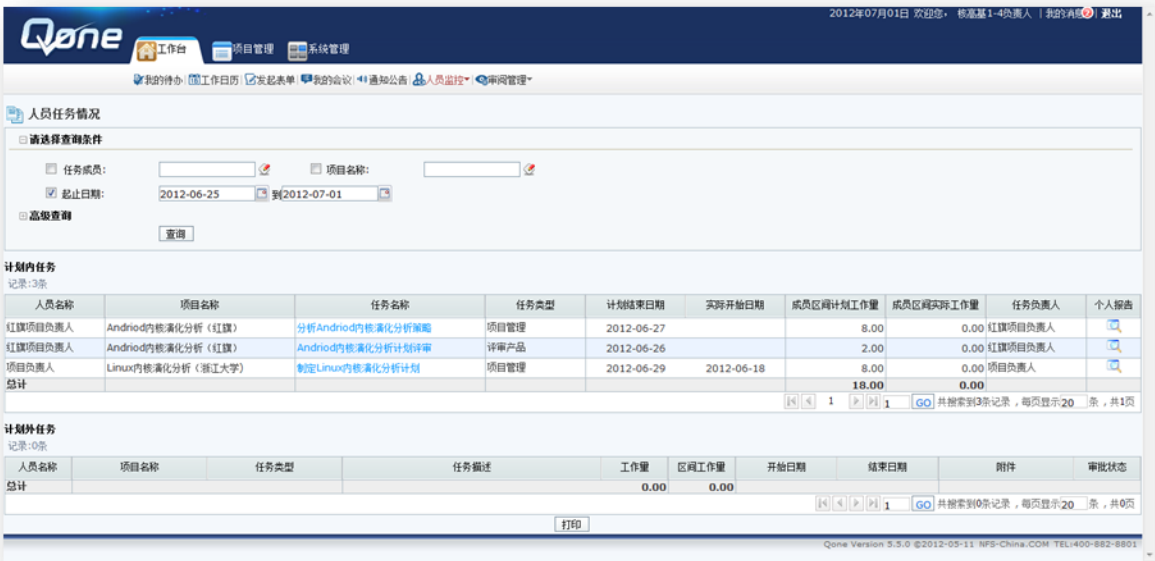 2012年07月01日 欢迎您， 核高基1-4负责人 | 我的消息 退出
Qone
工作台 项目管理 系统管理
我的待办 工作日历 发起表单 我的会议 通知公告 人员监控 审阅管理
人员任务情况
请选择查询条件
任务成员: 项目名称:
起止日期: 2012-06-25 到 2012-07-01
高级查询
查询
计划内任务
记录:3条
人员名称 项目名称 任务名称 任务类型 计划结束日期 实际开始日期 成员区间计划工作量 成员区间实际工作量 任务负责人 个人报告
红旗项目负责人 Andriod内核演化分析（红旗） 分析Andriod内核演化分析策略 项目管理 2012-06-27 8.00 0.00 红旗项目负责人
红旗项目负责人 Andriod内核演化分析（红旗） Andriod内核演化分析计划评审 评审产品 2012-06-26 2.00 0.00 红旗项目负责人
项目负责人 Linux内核演化分析（浙江大学） 制定Linux内核演化分析计划 项目管理 2012-06-29 2012-06-18 8.00 0.00 项目负责人
总计 18.00 0.00
1 1 GO 共搜索到3条记录，每页显示20 条，共1页
计划外任务
记录:0条
人员名称 项目名称 任务类型 任务描述 工作量 区间工作量 开始日期 结束日期 附件 审批状态
总计 0.00 0.00
1 GO 共搜索到0条记录，每页显示20 条，共0页
打印
Qone Version 5.5.0 ©2012-05-11 NFS-China.COM TEL:400-882-8801